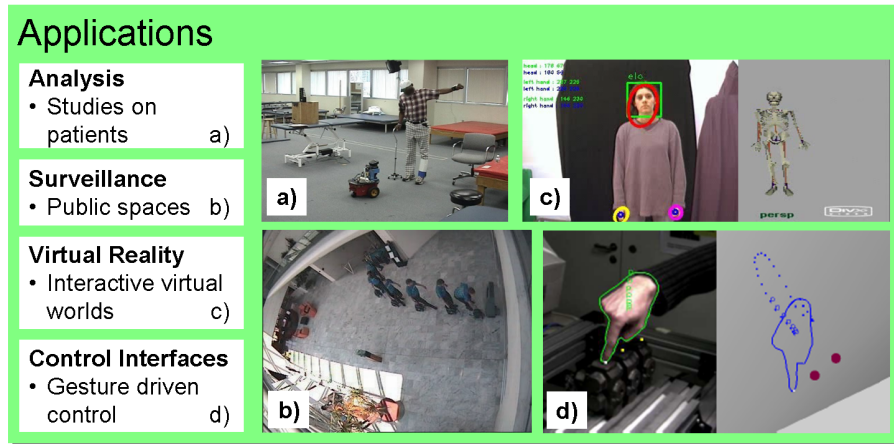 Applications
Analysis
• Studies on
patients a)
Surveillance
• Public spaces b)
Virtual Reality
• Interactive virtual
worlds c)
Control Interfaces
• Gesture driven
control d)
a)
elo
c)
persp
b)
d)